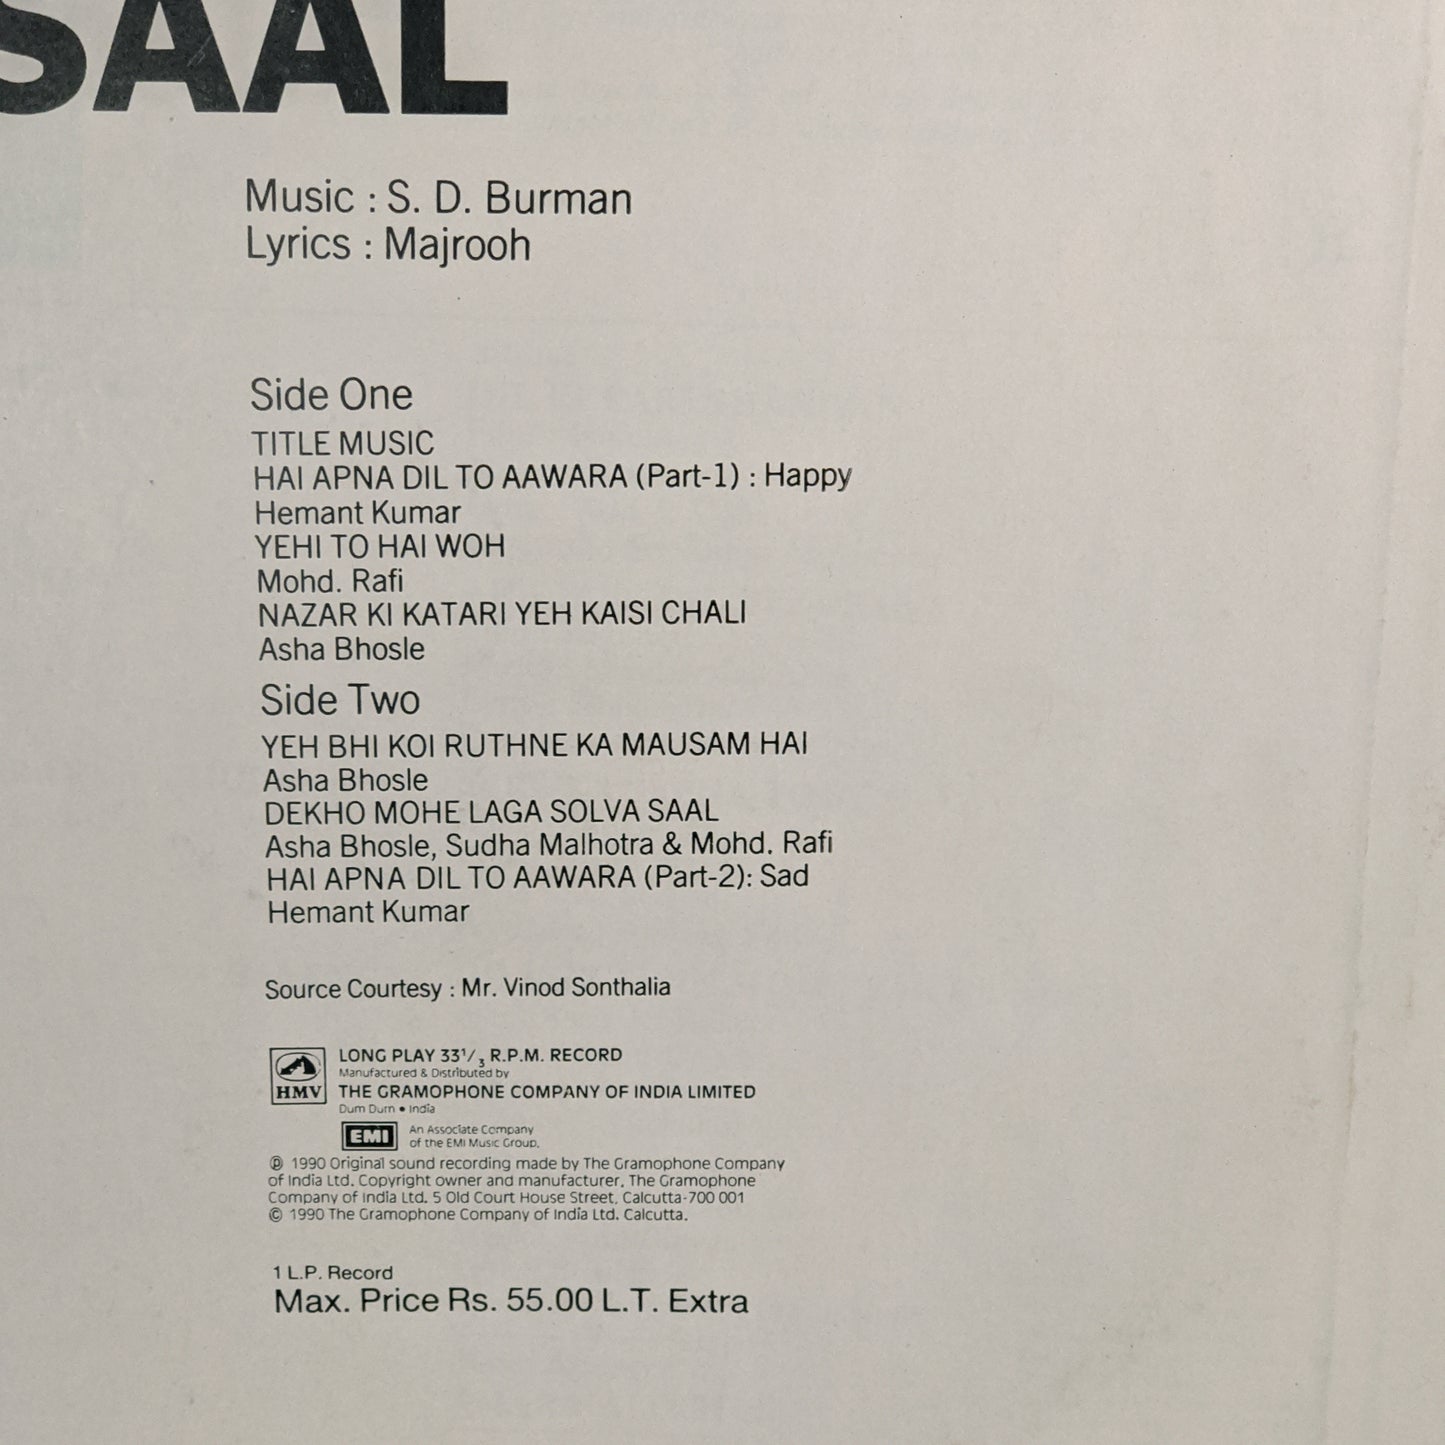 SAAL
Music : S. D. Burman
Lyrics : Majrooh
Side One
TITLE MUSIC
HAI APNA DIL TO AAWARA (Part-1) : Happy
Hemant Kumar
YEHI TO HAI WOH
Mohd. Rafi
NAZAR KI KATARI YEH KAISI CHALI
Asha Bhosle
Side Two
YEH BHI KOI RUTHNE KA MAUSAM HAI
Asha Bhosle
DEKHO MOHE LAGA SOLVA SAAL
Asha Bhosle, Sudha Malhotra & Mohd. Rafi
HAI APNA DIL TO AAWARA (Part-2): Sad
Hemant Kumar
Source Courtesy : Mr. Vinod Sonthalia
LONG PLAY 33 1/3 R.P.M. RECORD
Manufactured & Distributed by
HMV THE GRAMOPHONE COMPANY OF INDIA LIMITED
Dum Dum • India
EMI An Associate Company
of the EMI Music Group.
℗ 1990 Original sound recording made by The Gramophone Company
of India Ltd. Copyright owner and manufacturer, The Gramophone
Company of India Ltd. 5 Old Court House Street, Calcutta-700 001
© 1990 The Gramophone Company of India Ltd. Calcutta.
1 L.P. Record
Max. Price Rs. 55.00 L.T. Extra